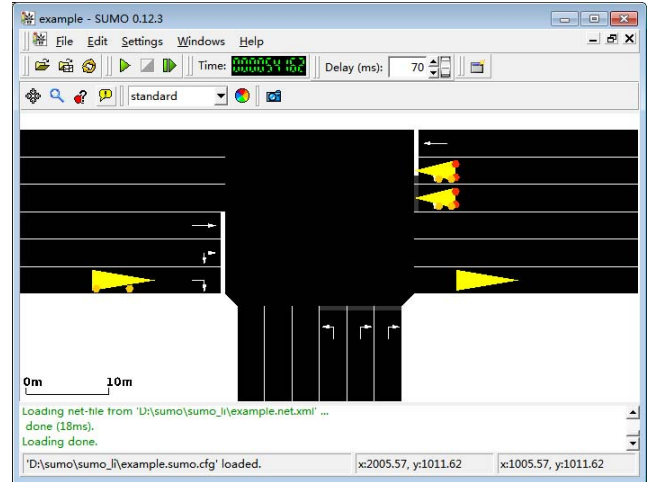 example - SUMO 0.12.3
File Edit Settings Windows Help
Time: Delay (ms): 70
standard
0m 10m
Loading net-file from 'D:\sumo\sumo_li\example.net.xml' ...
done (18ms).
Loading done.
'D:\sumo\sumo_li\example.sumo.cfg' loaded. x:2005.57, y:1011.62 x:1005.57, y:1011.62